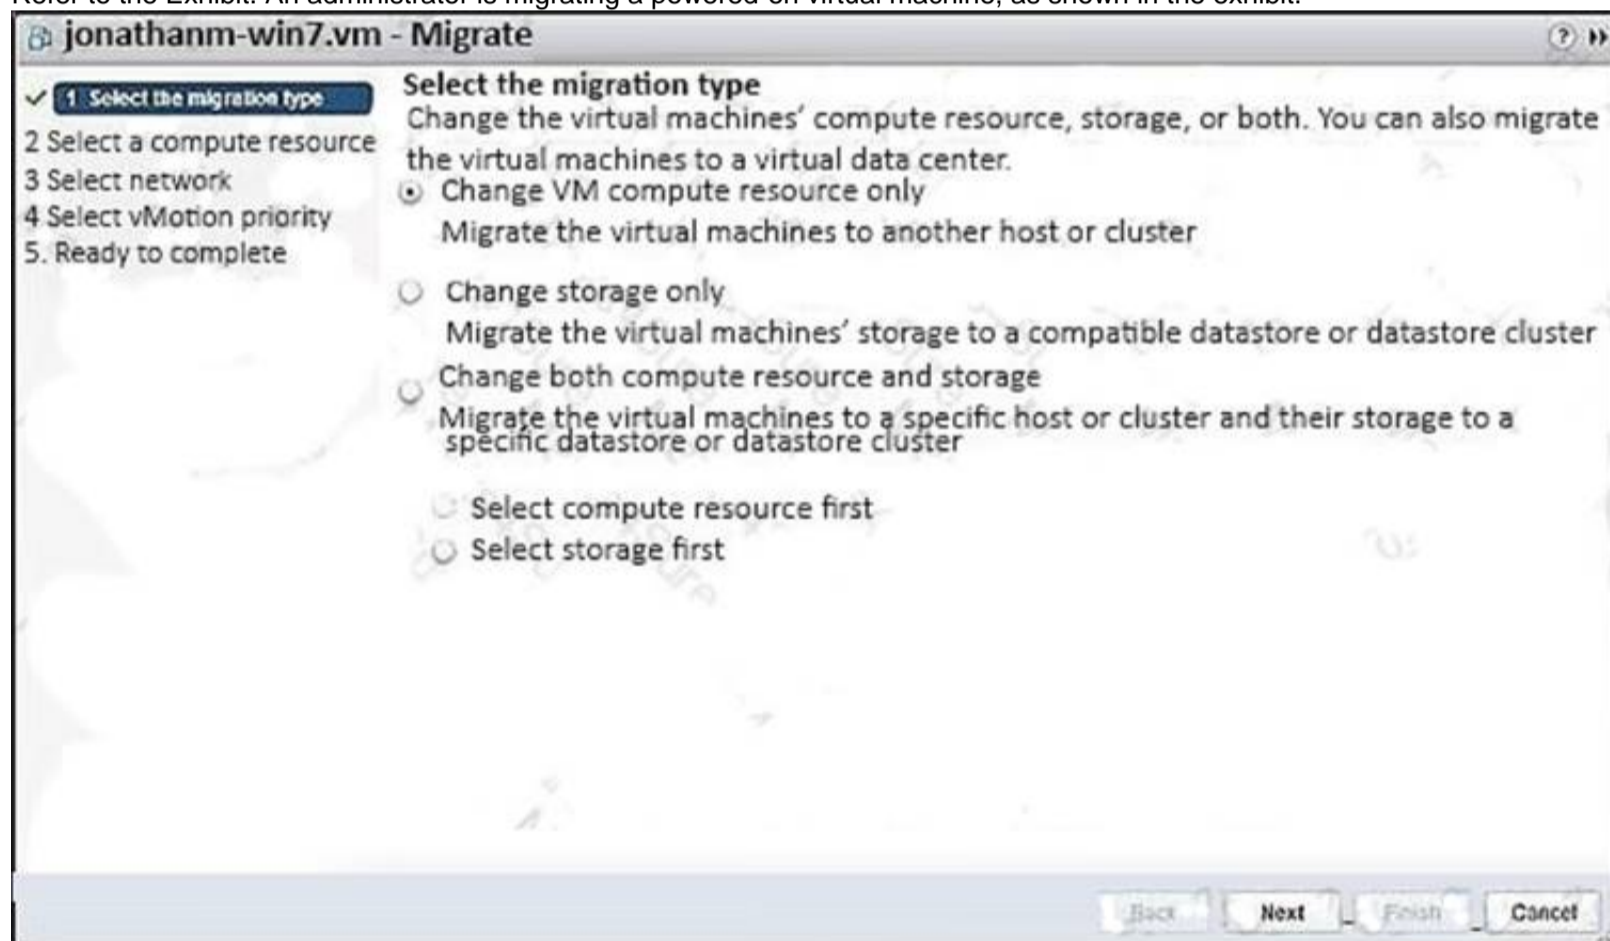 Refer to the Exhibit. An administrator is migrating a powered-on virtual machine, as shown in the exhibit.
jonathanm-win7.vm - Migrate
1 Select the migration type
2 Select a compute resource
3 Select network
4 Select vMotion priority
5. Ready to complete
Select the migration type
Change the virtual machines’ compute resource, storage, or both. You can also migrate
the virtual machines to a virtual data center.
Change VM compute resource only
Migrate the virtual machines to another host or cluster
Change storage only
Migrate the virtual machines’ storage to a compatible datastore or datastore cluster
Change both compute resource and storage
Migrate the virtual machines to a specific host or cluster and their storage to a
specific datastore or datastore cluster
Select compute resource first
Select storage first
Back Next Finish Cancel